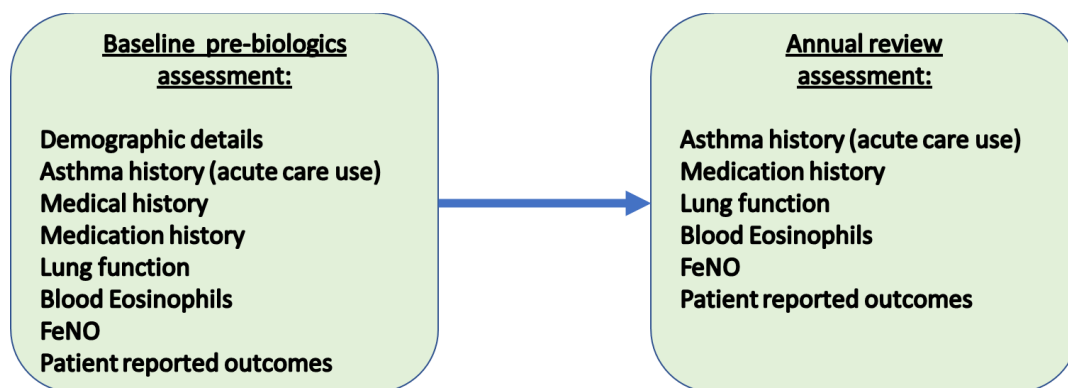 Baseline pre-biologics
assessment:
Demographic details
Asthma history (acute care use)
Medical history
Medication history
Lung function
Blood Eosinophils
FeNO
Patient reported outcomes
Annual review
assessment:
Asthma history (acute care use)
Medication history
Lung function
Blood Eosinophils
FeNO
Patient reported outcomes